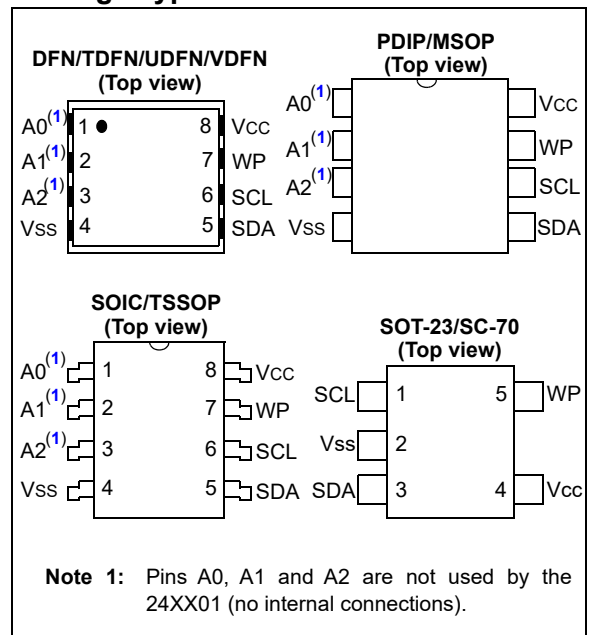 DFN/TDFN/UDFN/VDFN
(Top view)
A0(1) 1 8 VCC
A1(1) 2 7 WP
A2(1) 3 6 SCL
VSS 4 5 SDA
PDIP/MSOP
(Top view)
A0(1) VCC
A1(1) WP
A2(1) SCL
VSS SDA
SOIC/TSSOP
(Top view)
A0(1) 1 8 VCC
A1(1) 2 7 WP
A2(1) 3 6 SCL
VSS 4 5 SDA
SOT-23/SC-70
(Top view)
SCL 1 5 WP
Vss 2
SDA 3 4 Vcc
Note 1: Pins A0, A1 and A2 are not used by the
24XX01 (no internal connections).